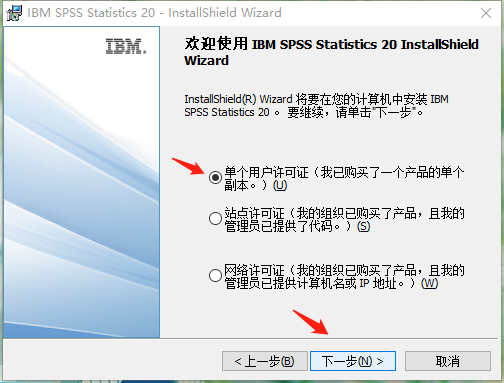 IBM SPSS Statistics 20 - InstallShield Wizard
IBM.
欢迎使用 IBM SPSS Statistics 20 InstallShield
Wizard
InstallShield(R) Wizard 将要在您的计算机中安装 IBM
SPSS Statistics 20 。 要继续，请单击"下一步"。
单个用户许可证（我已购买了一个产品的单个
副本。）(U)
站点许可证（我的组织已购买了产品，且我的
管理员已提供了代码。）(S)
网络许可证（我的组织已购买了产品，且我的
管理员已提供计算机名或 IP 地址。）(W)
< 上一步(B)
下一步(N) >
取消